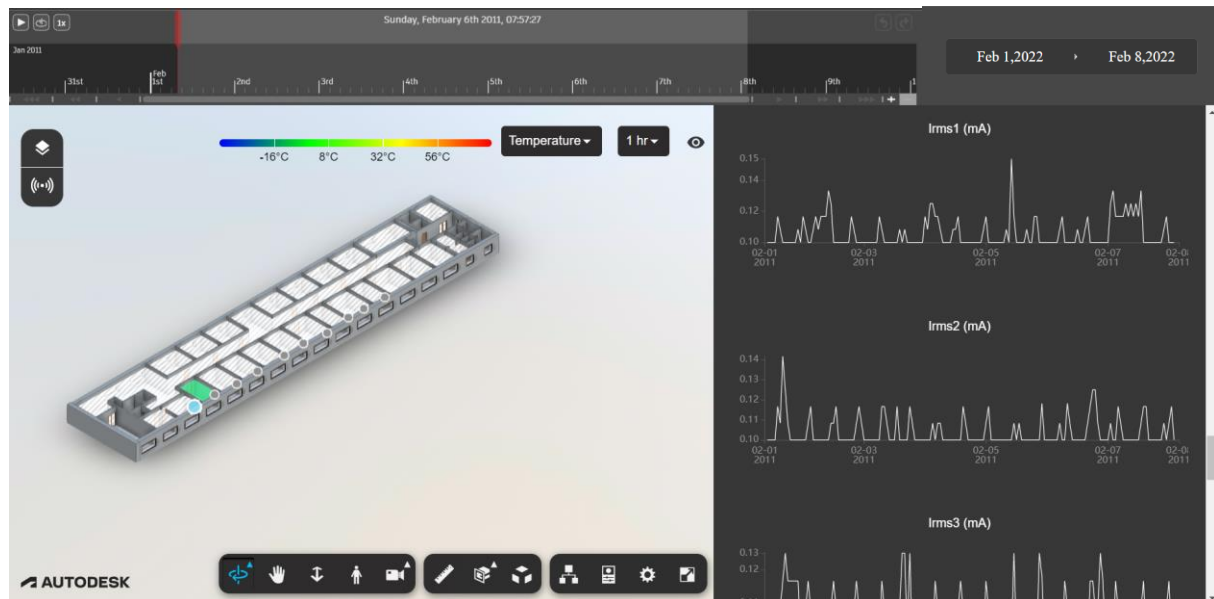 1x
Sunday, February 6th 2011, 07:57:27
Jan 2011
31st
Feb
1st
2nd
3rd
4th
5th
6th
7th
8th
9th
Feb 1,2022
Feb 8,2022
-16°C 8°C 32°C 56°C
Temperature
1 hr
Irms1 (mA)
0.15
0.14
0.12
0.10
02-01 02-03 02-05 02-07
2011 2011 2011 2011 2011
Irms2 (mA)
0.14
0.13
0.12
0.11
0.10
02-01 02-03 02-05 02-07
2011 2011 2011 2011 2011
Irms3 (mA)
0.13
0.12
AUTODESK